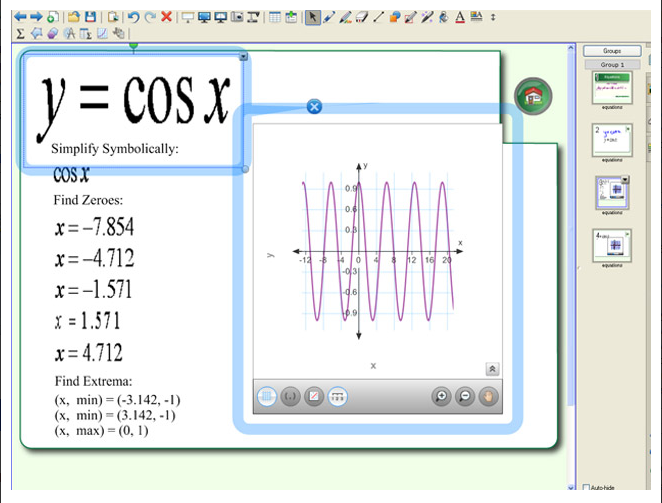 y = cos x
Simplify Symbolically:
cos x
Find Zeroes:
x = −7.854
x = −4.712
x = −1.571
x = 1.571
x = 4.712
Find Extrema:
(x, min) = (-3.142, -1)
(x, min) = (3.142, -1)
(x, max) = (0, 1)
y
0.9
0.6
0.3
x
-12 -8 -4 0 4 8 12 16 20
-0.3
-0.6
-0.9
y
x
Groups
Group 1
equations
2
equations
equations
4
equations
Auto-hide